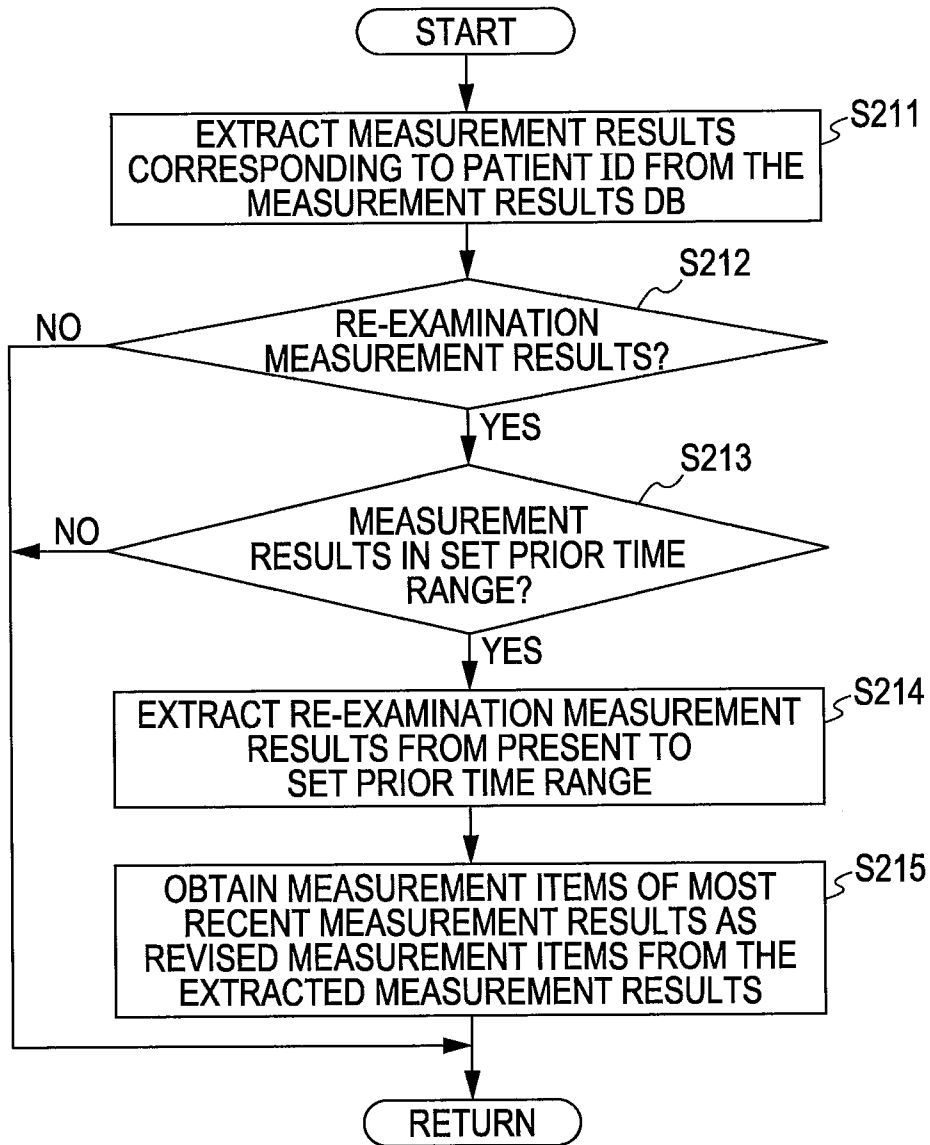 START
S211
EXTRACT MEASUREMENT RESULTS
CORRESPONDING TO PATIENT ID FROM THE
MEASUREMENT RESULTS DB
S212
NO
RE-EXAMINATION
MEASUREMENT RESULTS?
YES
S213
NO
MEASUREMENT
RESULTS IN SET PRIOR TIME
RANGE?
YES
S214
EXTRACT RE-EXAMINATION MEASUREMENT
RESULTS FROM PRESENT TO
SET PRIOR TIME RANGE
S215
OBTAIN MEASUREMENT ITEMS OF MOST
RECENT MEASUREMENT RESULTS AS
REVISED MEASUREMENT ITEMS FROM THE
EXTRACTED MEASUREMENT RESULTS
RETURN